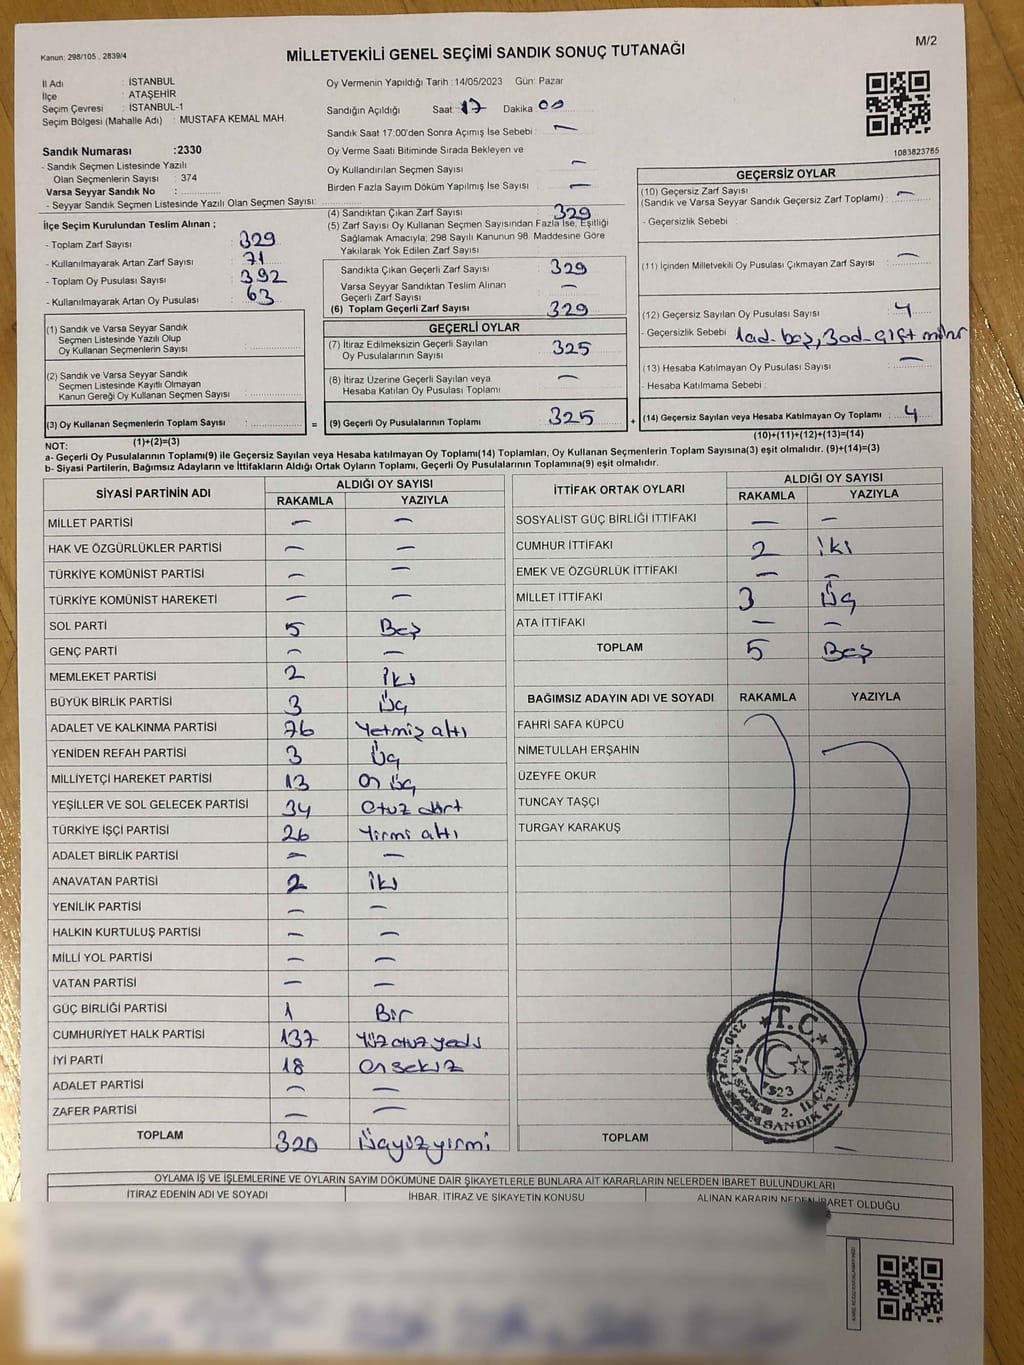 Kanun: 298/105 , 2839/4
MİLLETVEKİLİ GENEL SEÇİMİ SANDIK SONUÇ TUTANAĞI
M/2
İl Adı : İSTANBUL
İlçe : ATAŞEHİR
Seçim Çevresi : İSTANBUL-1
Seçim Bölgesi (Mahalle Adı) : MUSTAFA KEMAL MAH.
Oy Vermenin Yapıldığı Tarih : 14/05/2023 Gün: Pazar
Sandığın Açıldığı Saat 17 Dakika 00
Sandık Saat 17:00'den Sonra Açımış İse Sebebi : —
Oy Verme Saati Bitiminde Sırada Bekleyen ve
Oy Kullandırılan Seçmen Sayısı : —
Birden Fazla Sayım Döküm Yapılmış İse Sayısı : —
1083823785
Sandık Numarası :2330
- Sandık Seçmen Listesinde Yazılı
Olan Seçmenlerin Sayısı : 374
Varsa Seyyar Sandık No :
- Seyyar Sandık Seçmen Listesinde Yazılı Olan Seçmen Sayısı:
İlçe Seçim Kurulundan Teslim Alınan ;
- Toplam Zarf Sayısı : 329
- Kullanılmayarak Artan Zarf Sayısı : 71
- Toplam Oy Pusulası Sayısı : 392
- Kullanılmayarak Artan Oy Pusulası : 63
(1) Sandık ve Varsa Seyyar Sandık
Seçmen Listesinde Yazılı Olup
Oy Kullanan Seçmenlerin Sayısı :
(2) Sandık ve Varsa Seyyar Sandık
Seçmen Listesinde Kayıtlı Olmayan
Kanun Gereği Oy Kullanan Seçmen Sayısı :
(3) Oy Kullanan Seçmenlerin Toplam Sayısı : =
(1)+(2)=(3)
(4) Sandıktan Çıkan Zarf Sayısı : 329
(5) Zarf Sayısı Oy Kullanan Seçmen Sayısından Fazla İse, Eşitliği
Sağlamak Amacıyla; 298 Sayılı Kanunun 98. Maddesine Göre
Yakılarak Yok Edilen Zarf Sayısı
Sandıkta Çıkan Geçerli Zarf Sayısı : 329
Varsa Seyyar Sandıktan Teslim Alınan
Geçerli Zarf Sayısı : —
(6) Toplam Geçerli Zarf Sayısı : 329
GEÇERLİ OYLAR
(7) İtiraz Edilmeksizin Geçerli Sayılan
Oy Pusulalarının Sayısı : 325
(8) İtiraz Üzerine Geçerli Sayılan veya
Hesaba Katılan Oy Pusulası Toplamı : —
(9) Geçerli Oy Pusulalarının Toplamı : 325 +
GEÇERSİZ OYLAR
(10) Geçersiz Zarf Sayısı
(Sandık ve Varsa Seyyar Sandık Geçersiz Zarf Toplamı) : —
- Geçersizlik Sebebi :
(11) İçinden Milletvekili Oy Pusulası Çıkmayan Zarf Sayısı : —
(12) Geçersiz Sayılan Oy Pusulası Sayısı : 4
- Geçersizlik Sebebi : 1ad-boş, 3ad-çift mühr
(13) Hesaba Katılmayan Oy Pusulası Sayısı : —
- Hesaba Katılmama Sebebi :
(14) Geçersiz Sayılan veya Hesaba Katılmayan Oy Toplamı : 4
(10)+(11)+(12)+(13)=(14)
NOT:
a- Geçerli Oy Pusulalarının Toplamı(9) ile Geçersiz Sayılan veya Hesaba Katılmayan Oy Toplamı(14) Toplamları, Oy Kullanan Seçmenlerin Toplam Sayısına(3) eşit olmalıdır. (9)+(14)=(3)
b- Siyasi Partilerin, Bağımsız Adayların ve İttifakların Aldığı Ortak Oyların Toplamı, Geçerli Oy Pusulalarının Toplamına(9) eşit olmalıdır.
SİYASİ PARTİNİN ADI ALDIĞI OY SAYISI
RAKAMLA YAZIYLA
MİLLET PARTİSİ — —
HAK VE ÖZGÜRLÜKLER PARTİSİ — —
TÜRKİYE KOMÜNİST PARTİSİ — —
TÜRKİYE KOMÜNİST HAREKETİ — —
SOL PARTİ 5 Beş
GENÇ PARTİ — —
MEMLEKET PARTİSİ 2 iki
BÜYÜK BİRLİK PARTİSİ 3 Üç
ADALET VE KALKINMA PARTİSİ 76 Yetmiş altı
YENİDEN REFAH PARTİSİ 3 Üç
MİLLİYETÇİ HAREKET PARTİSİ 13 On üç
YEŞİLLER VE SOL GELECEK PARTİSİ 34 Otuz dört
TÜRKİYE İŞÇİ PARTİSİ 26 Yirmi altı
ADALET BİRLİK PARTİSİ — —
ANAVATAN PARTİSİ 2 iki
YENİLİK PARTİSİ — —
HALKIN KURTULUŞ PARTİSİ — —
MİLLİ YOL PARTİSİ — —
VATAN PARTİSİ — —
GÜÇ BİRLİĞİ PARTİSİ 1 Bir
CUMHURİYET HALK PARTİSİ 137 Yüz otuz yedi
İYİ PARTİ 18 On sekiz
ADALET PARTİSİ — —
ZAFER PARTİSİ — —
TOPLAM 320 Üçyüzyirmi
İTTİFAK ORTAK OYLARI ALDIĞI OY SAYISI
RAKAMLA YAZIYLA
SOSYALİST GÜÇ BİRLİĞİ İTTİFAKI — —
CUMHUR İTTİFAKI 2 iki
EMEK VE ÖZGÜRLÜK İTTİFAKI — —
MİLLET İTTİFAKI 3 Üç
ATA İTTİFAKI — —
TOPLAM 5 Beş
BAĞIMSIZ ADAYIN ADI VE SOYADI RAKAMLA YAZIYLA
FAHRİ SAFA KÜPCÜ
NİMETULLAH ERŞAHİN
ÜZEYFE OKUR
TUNCAY TAŞÇI
TURGAY KARAKUŞ
T.C.
2. İLÇESİ
TOPLAM —
OYLAMA İŞ VE İŞLEMLERİNE VE OYLARIN SAYIM DÖKÜMÜNE DAİR ŞİKAYETLERLE BUNLARA AİT KARARLARIN NELERDEN İBARET BULUNDUKLARI
İTİRAZ EDENİN ADI VE SOYADI İHBAR, İTİRAZ VE ŞİKAYETİN KONUSU ALINAN KARARIN NEDEN İBARET OLDUĞU